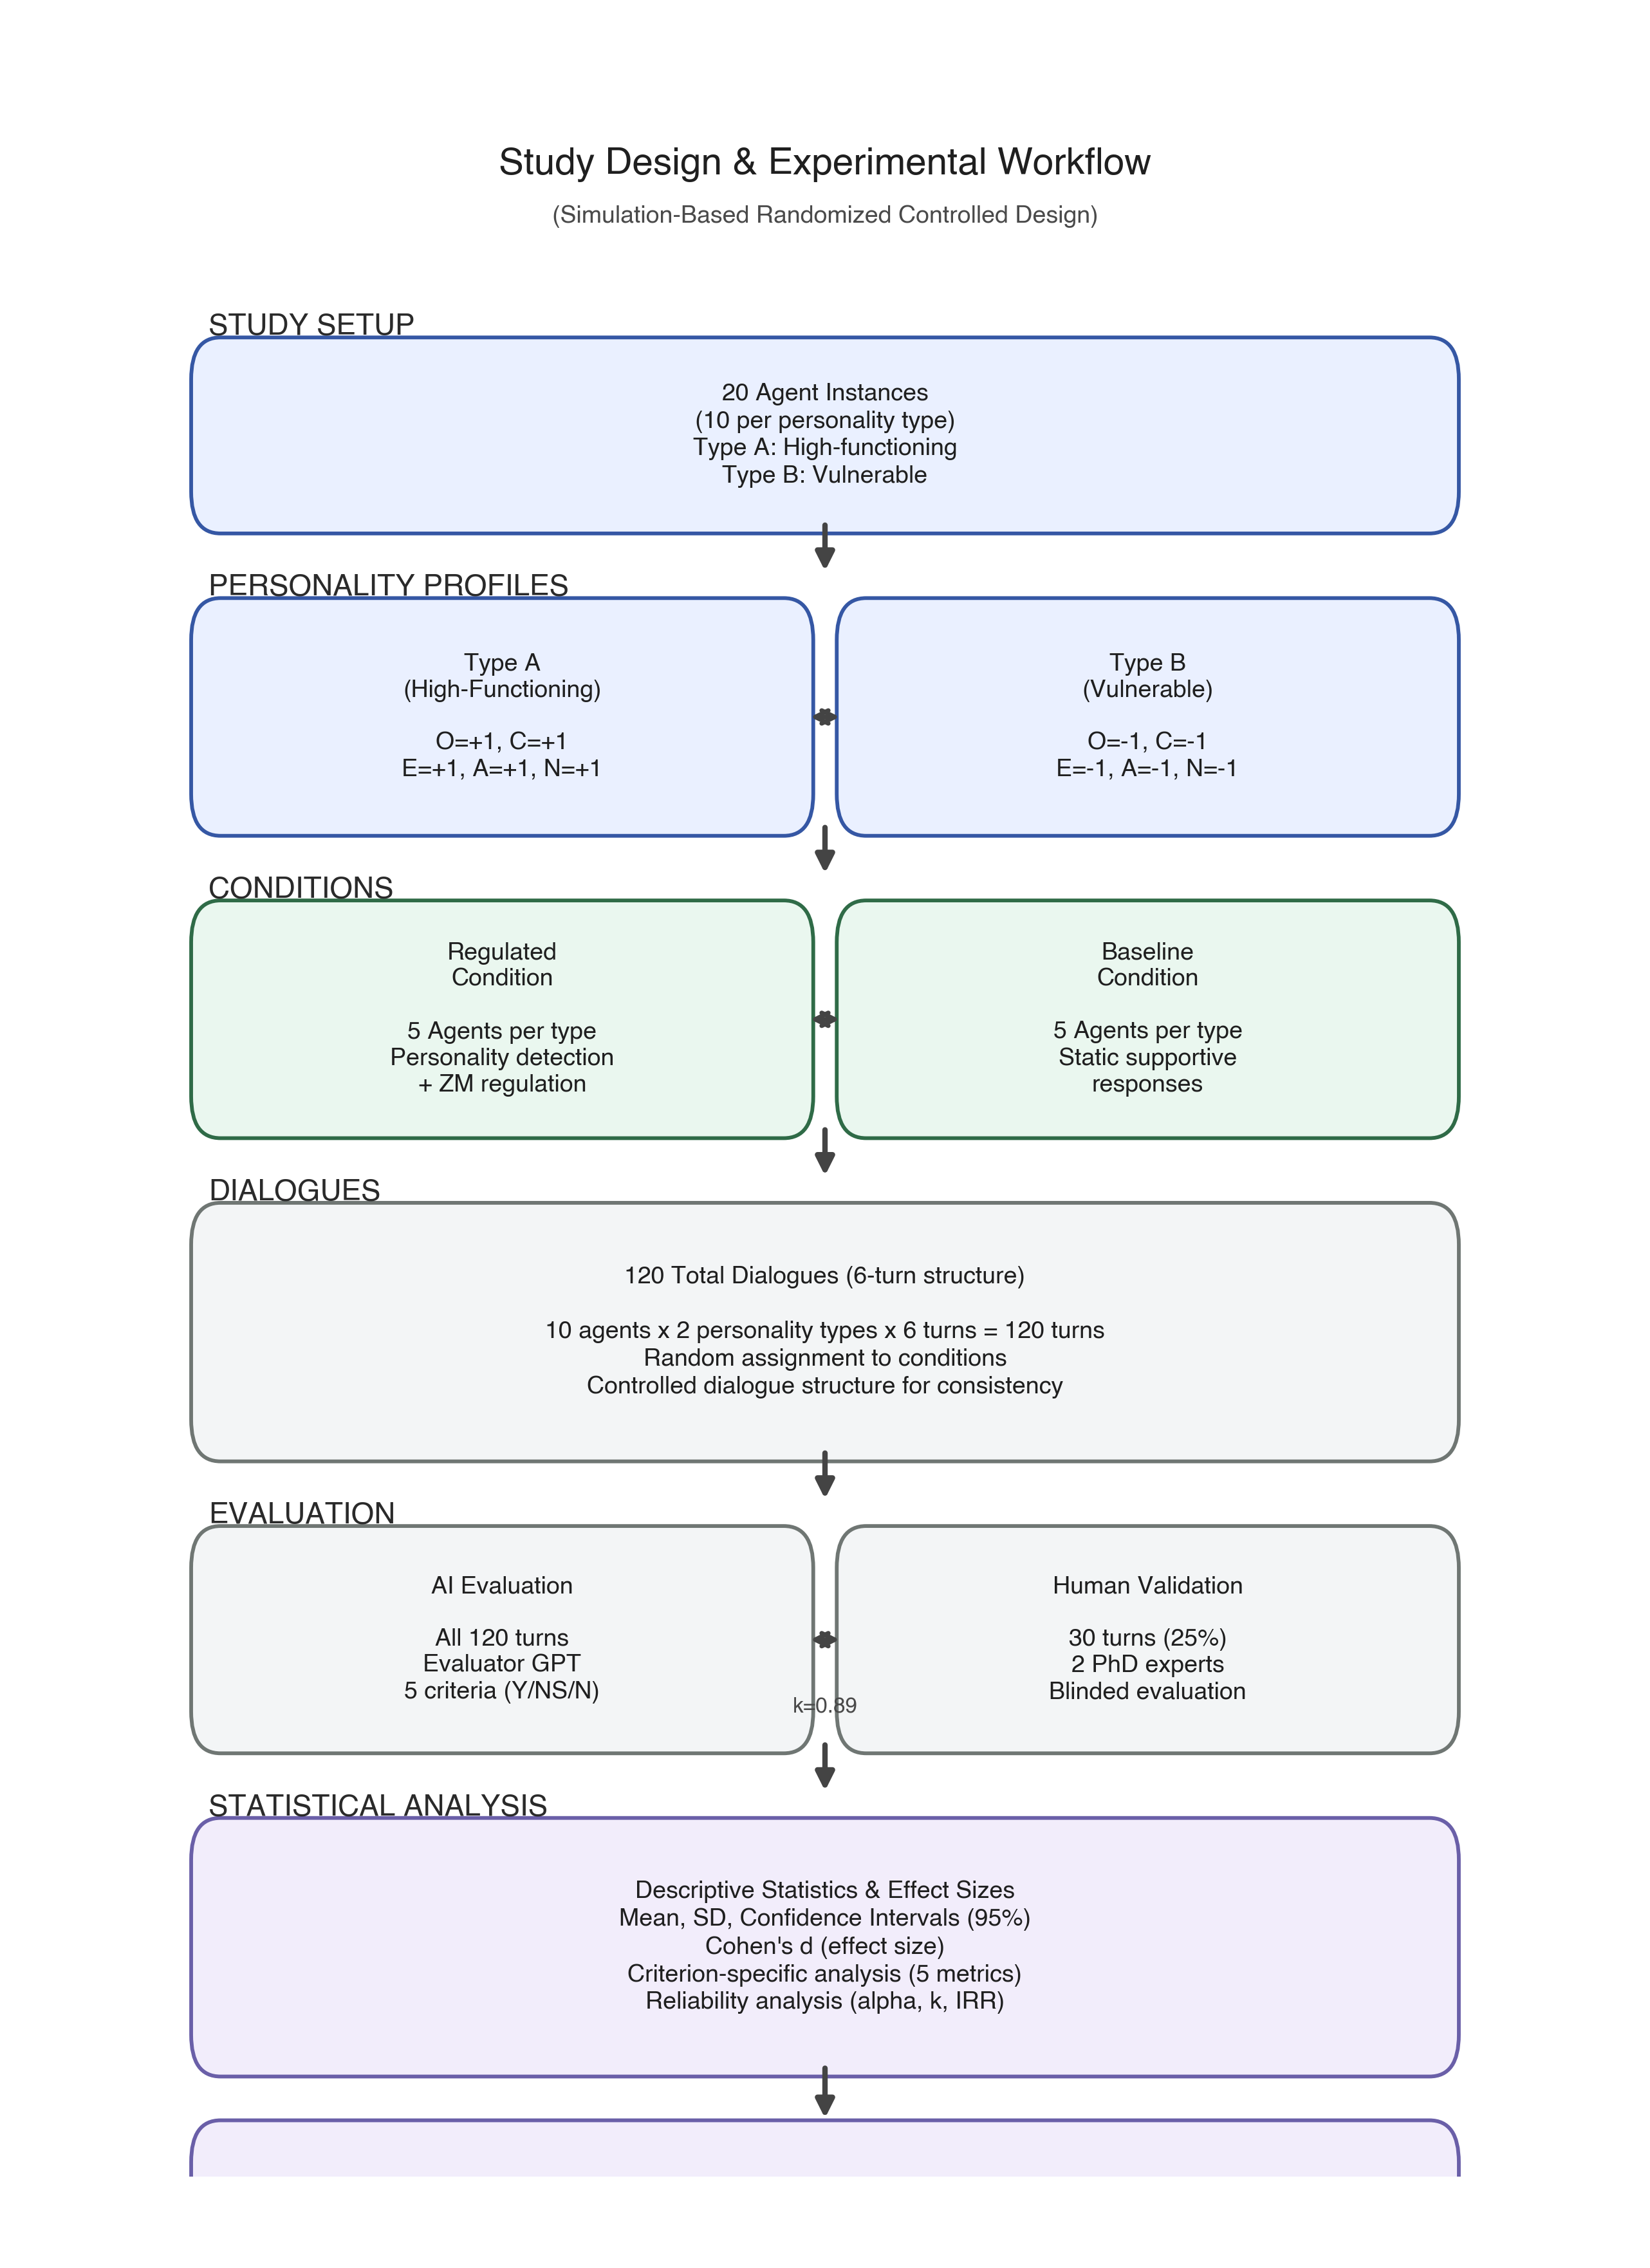 Study Design & Experimental Workflow
(Simulation-Based Randomized Controlled Design)
STUDY SETUP
20 Agent Instances
(10 per personality type)
Type A: High-functioning
Type B: Vulnerable
PERSONALITY PROFILES
Type A
(High-Functioning)
O=+1, C=+1
E=+1, A=+1, N=+1
Type B
(Vulnerable)
O=-1, C=-1
E=-1, A=-1, N=-1
CONDITIONS
Regulated
Condition
5 Agents per type
Personality detection
+ ZM regulation
Baseline
Condition
5 Agents per type
Static supportive
responses
DIALOGUES
120 Total Dialogues (6-turn structure)
10 agents x 2 personality types x 6 turns = 120 turns
Random assignment to conditions
Controlled dialogue structure for consistency
EVALUATION
AI Evaluation
All 120 turns
Evaluator GPT
5 criteria (Y/NS/N)
Human Validation
30 turns (25%)
2 PhD experts
Blinded evaluation
k=0.89
STATISTICAL ANALYSIS
Descriptive Statistics & Effect Sizes
Mean, SD, Confidence Intervals (95%)
Cohen's d (effect size)
Criterion-specific analysis (5 metrics)
Reliability analysis (alpha, k, IRR)